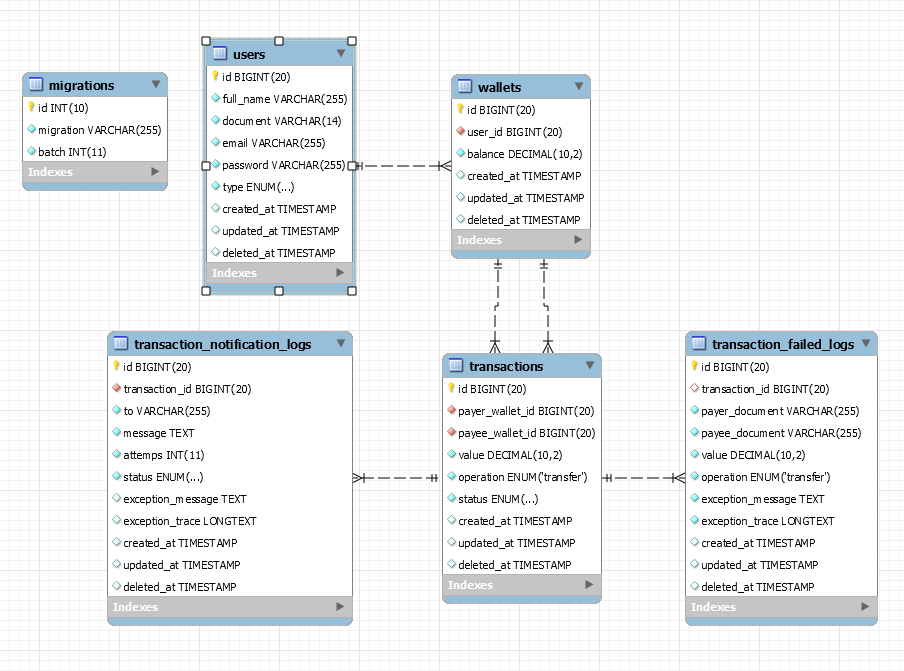 migrations
id INT(10)
migration VARCHAR(255)
batch INT(11)
Indexes
users
id BIGINT(20)
full_name VARCHAR(255)
document VARCHAR(14)
email VARCHAR(255)
password VARCHAR(255)
type ENUM(...)
created_at TIMESTAMP
updated_at TIMESTAMP
deleted_at TIMESTAMP
Indexes
wallets
id BIGINT(20)
user_id BIGINT(20)
balance DECIMAL(10,2)
created_at TIMESTAMP
updated_at TIMESTAMP
deleted_at TIMESTAMP
Indexes
transaction_notification_logs
id BIGINT(20)
transaction_id BIGINT(20)
to VARCHAR(255)
message TEXT
attemps INT(11)
status ENUM(...)
exception_message TEXT
exception_trace LONGTEXT
created_at TIMESTAMP
updated_at TIMESTAMP
deleted_at TIMESTAMP
Indexes
transactions
id BIGINT(20)
payer_wallet_id BIGINT(20)
payee_wallet_id BIGINT(20)
value DECIMAL(10,2)
operation ENUM('transfer')
status ENUM(...)
created_at TIMESTAMP
updated_at TIMESTAMP
deleted_at TIMESTAMP
Indexes
transaction_failed_logs
id BIGINT(20)
transaction_id BIGINT(20)
payer_document VARCHAR(255)
payee_document VARCHAR(255)
value DECIMAL(10,2)
operation ENUM('transfer')
exception_message TEXT
exception_trace LONGTEXT
created_at TIMESTAMP
updated_at TIMESTAMP
deleted_at TIMESTAMP
Indexes